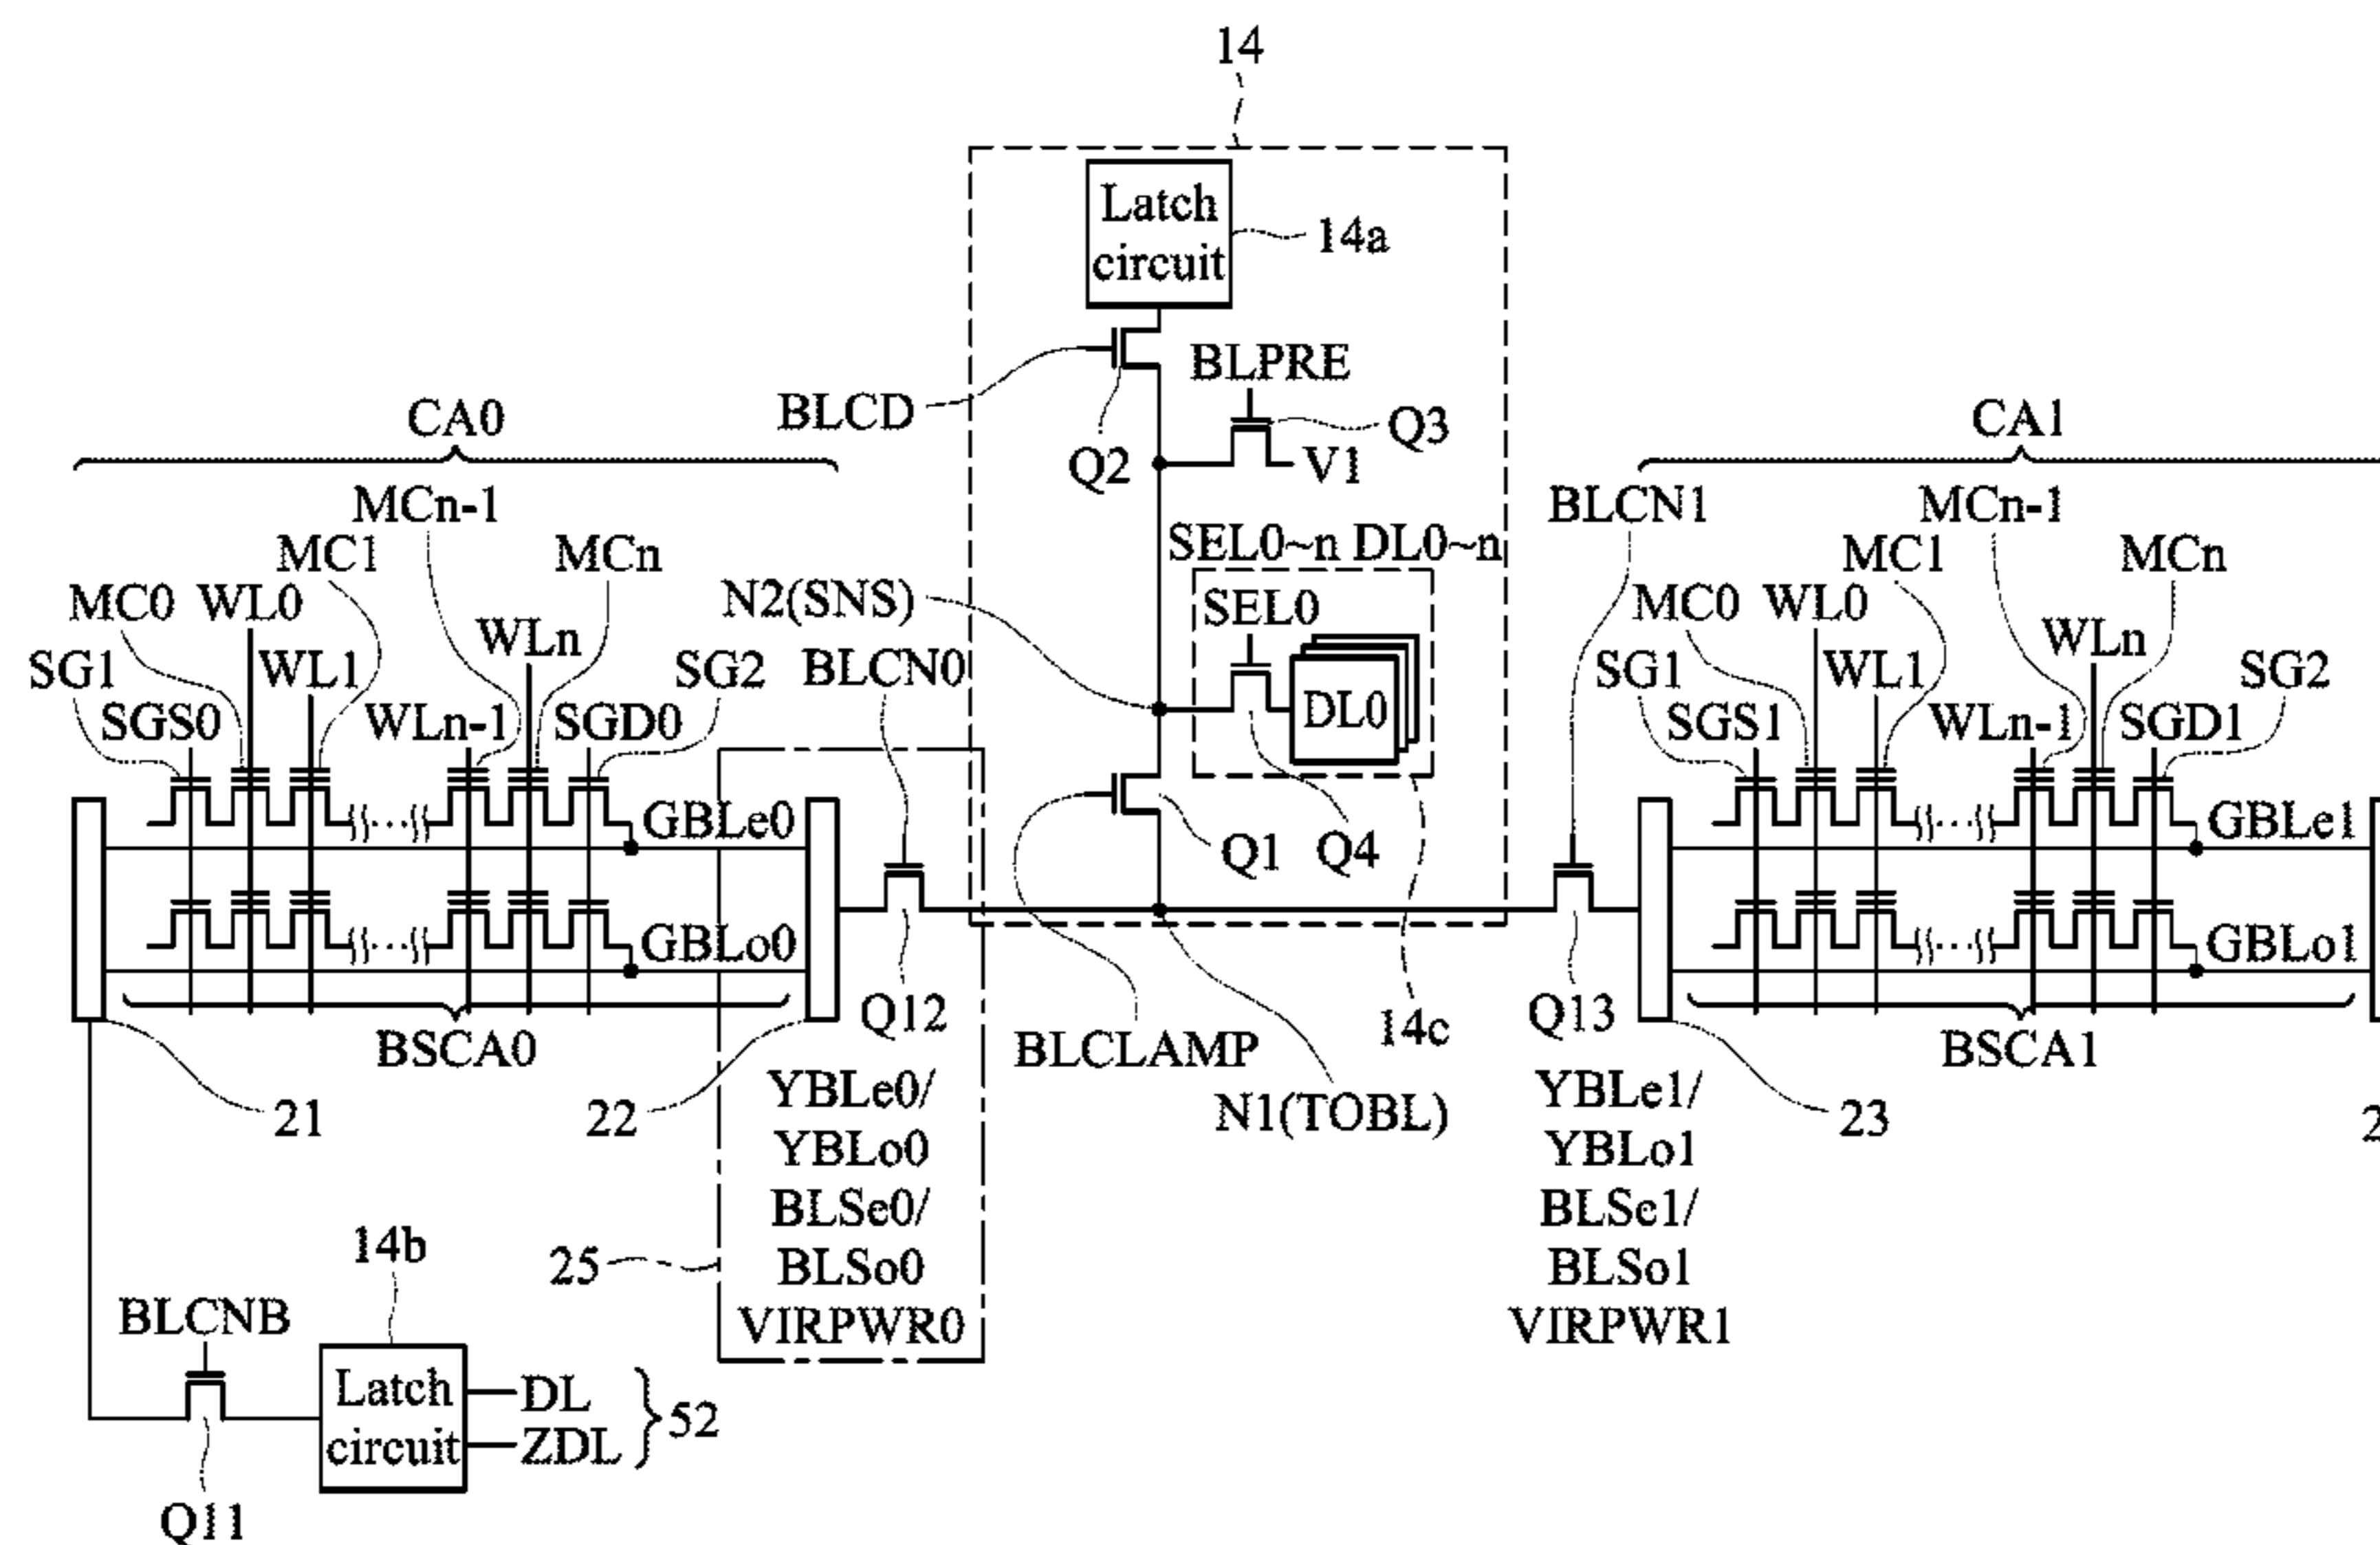 14
Latch
circuit
14a
BLPRE
BLCD
Q3
Q2
V1
CA0
CA1
MCn-1
BLCN1
MCn-1
MC1
MCn
SEL0~n DL0~n
MC1
MCn
MC0 WL0
N2(SNS)
SEL0
MC0 WL0
WLn
WLn
SG1
WL1
SG2
BLCN0
SG1
WL1
SG2
SGS0
WLn-1
SGD0
DL0
SGS1
WLn-1
SGD1
GBLe0
Q1
Q4
GBLe1
GBLo0
GBLo1
Q12
Q13
BSCA0
BLCLAMP
14c
BSCA1
21
22
YBLe0/
YBLo0
BLSe0/
BLSo0
VIRPWR0
N1(TOBL)
YBLe1/
YBLo1
BLSe1/
BLSo1
VIRPWR1
23
25
14b
BLCNB
Latch
circuit
DL
ZDL
52
Q11